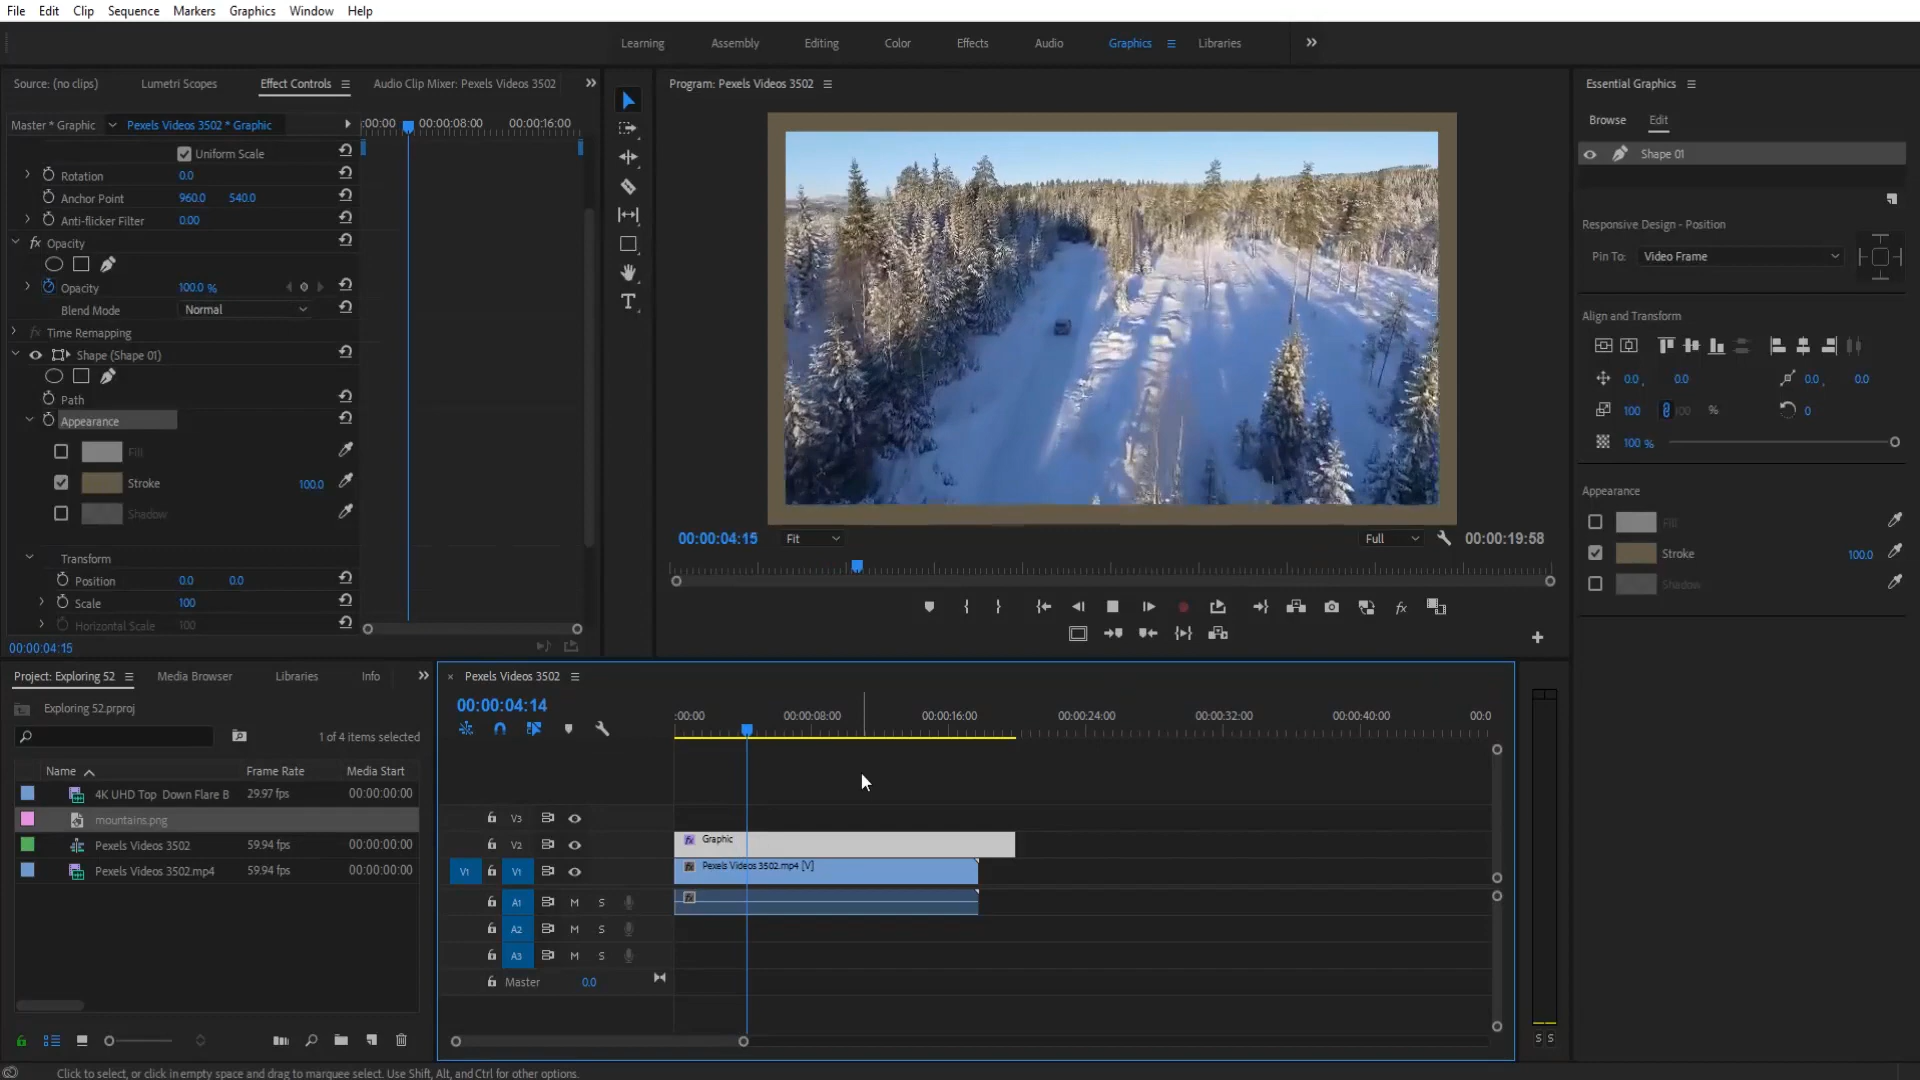 File Edit Clip Sequence Markers Graphics Window Help
Learning Assembly Editing Color Effects Audio Graphics Libraries
Source: (no clips) Lumetri Scopes Effect Controls Audio Clip Mixer: Pexels Videos 3502
Master * Graphic Pexels Videos 3502 * Graphic
:00:00 00:00:08:00 00:00:16:00
Uniform Scale
Rotation 0.0
Anchor Point 960.0 540.0
Anti-flicker Filter 0.00
fx Opacity
Opacity 100.0 %
Blend Mode Normal
fx Time Remapping
Shape (Shape 01)
Path
Appearance
Fill
Stroke 100.0
Shadow
Transform
Position 0.0 0.0
Scale 100
Horizontal Scale 100
00:00:04:15
Program: Pexels Videos 3502
00:00:04:15 Fit Full 00:00:19:58
fx
Essential Graphics
Browse Edit
Shape 01
Responsive Design - Position
Pin To: Video Frame
Align and Transform
0.0 , 0.0 0.0 , 0.0
100 100 % 0
100 %
Appearance
Fill
Stroke 100.0
Shadow
Project: Exploring 52 Media Browser Libraries Info
Exploring 52.prproj
1 of 4 items selected
Name Frame Rate Media Start
4K UHD Top Down Flare B 29.97 fps 00:00:00:00
mountains.png
Pexels Videos 3502 59.94 fps 00:00:00:00
Pexels Videos 3502.mp4 59.94 fps 00:00:00:00
× Pexels Videos 3502
00:00:04:14
:00:00 00:00:08:00 00:00:16:00 00:00:24:00 00:00:32:00 00:00:40:00 00:0
V3
V2 fx Graphic
V1 V1 fx Pexels Videos 3502.mp4 [V]
A1 M S fx
A2 M S
A3 M S
Master 0.0
S S
Click to select, or click in empty space and drag to marquee select. Use Shift, Alt, and Ctrl for other options.